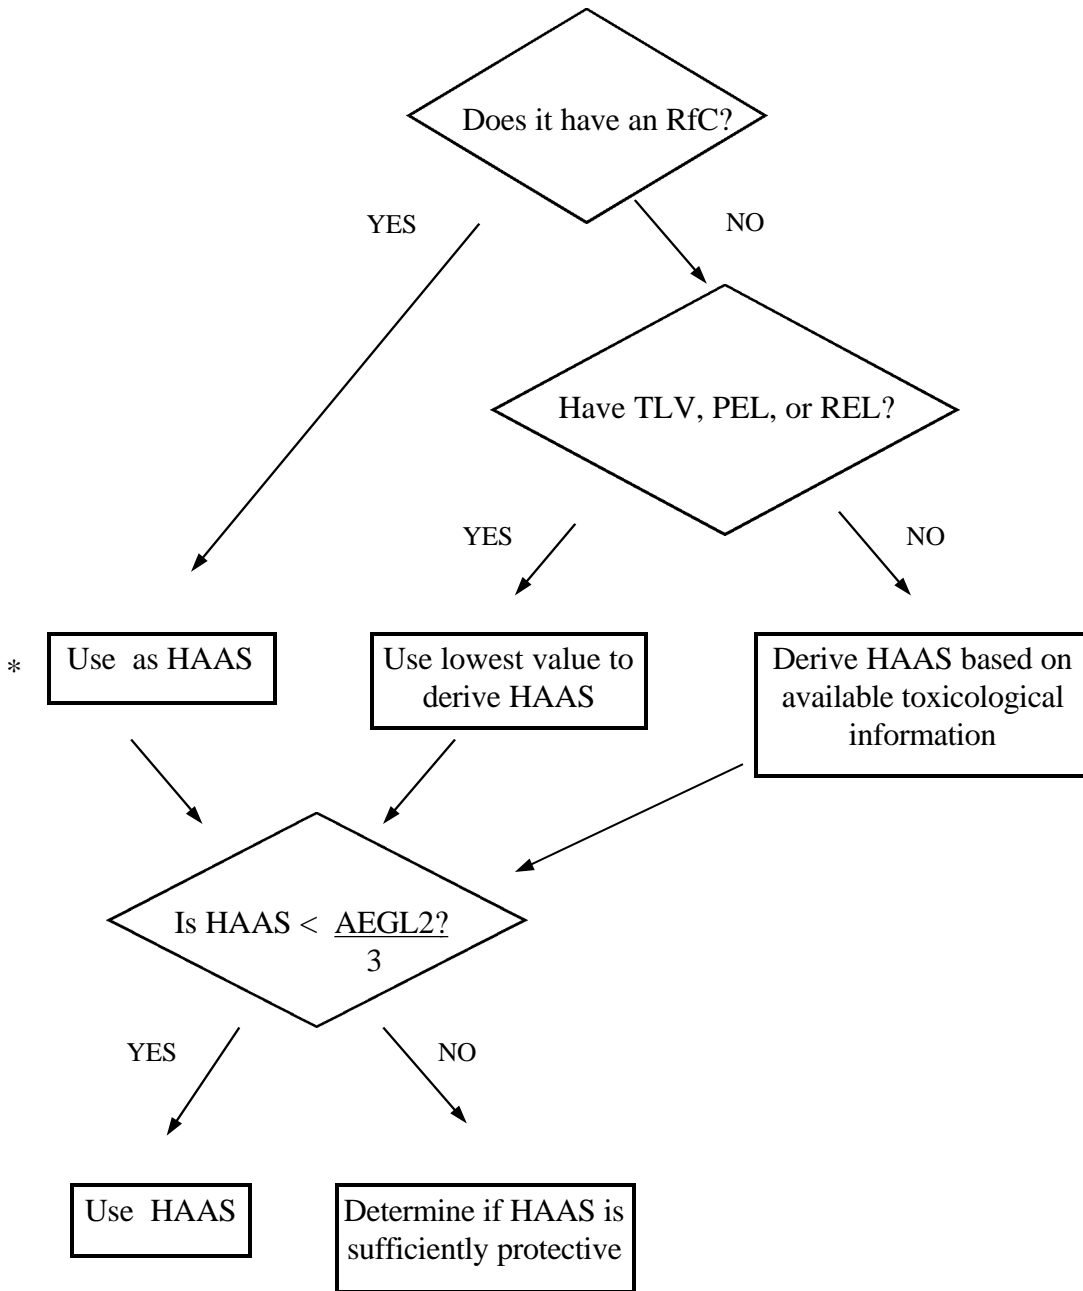 Does it have an RfC?
YES
NO
Have TLV, PEL, or REL?
YES
NO
*
Use as HAAS
Use lowest value to
derive HAAS
Derive HAAS based on
available toxicological
information
Is HAAS < AEGL2?
3
YES
NO
Use HAAS
Determine if HAAS is
sufficiently protective